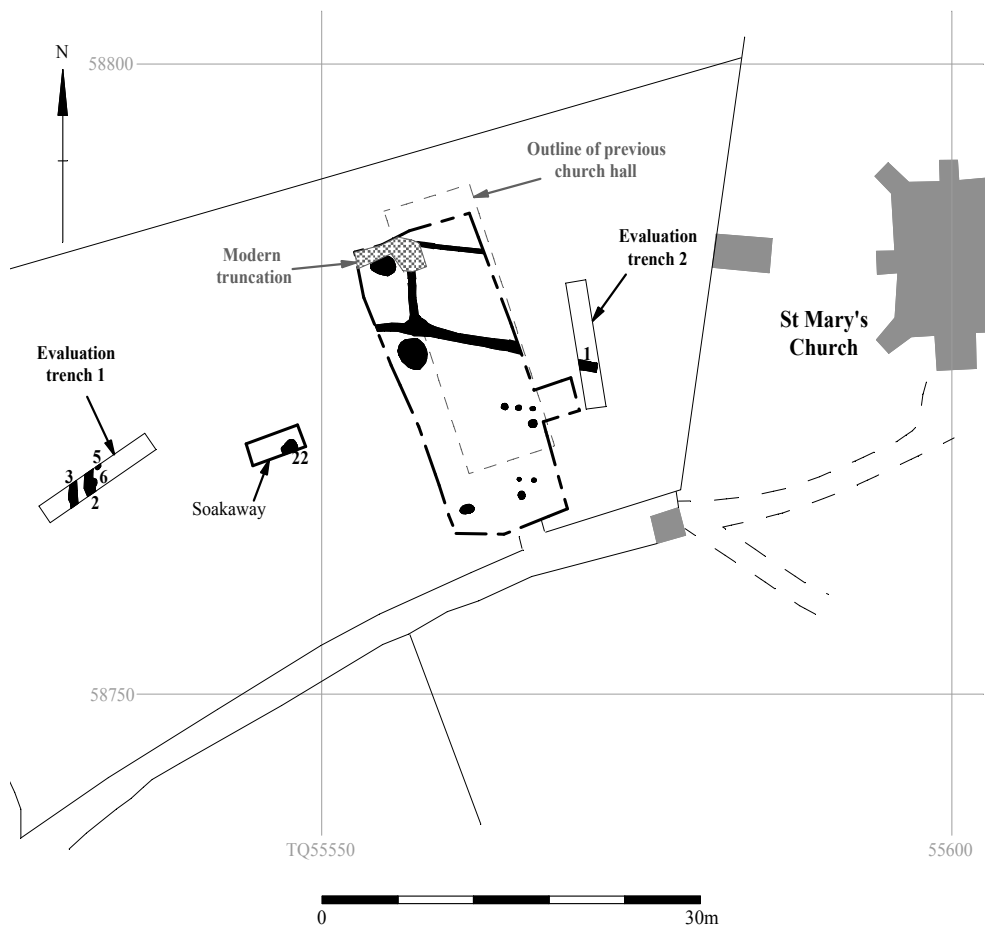 N
58800
Outline of previous
church hall
Modern
truncation
Evaluation
trench 2
1
St Mary's
Church
Evaluation
trench 1
5
3
6
2
22
Soakaway
58750
TQ55550
55600
0
30m